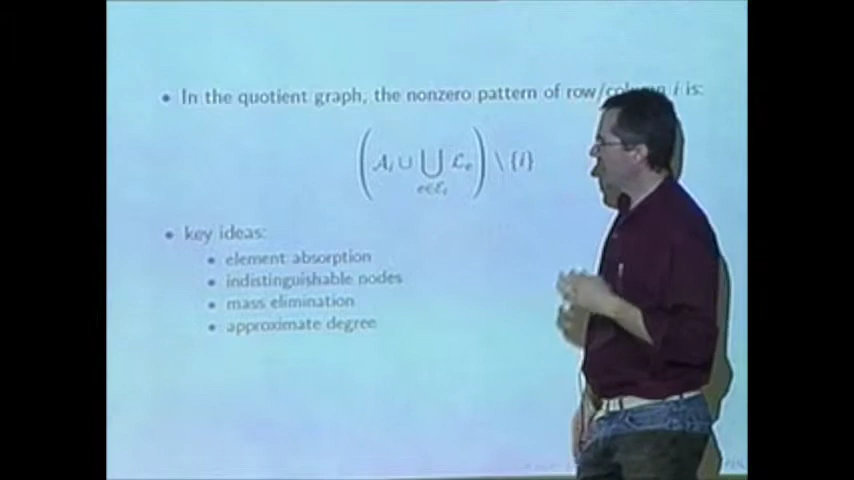 • In the quotient graph, the nonzero pattern of row/column i is:
(𝒜ᵢ ∪ ⋃ ℒₑ) \ {i}
e∈ℰᵢ
• key ideas:
• element absorption
• indistinguishable nodes
• mass elimination
• approximate degree